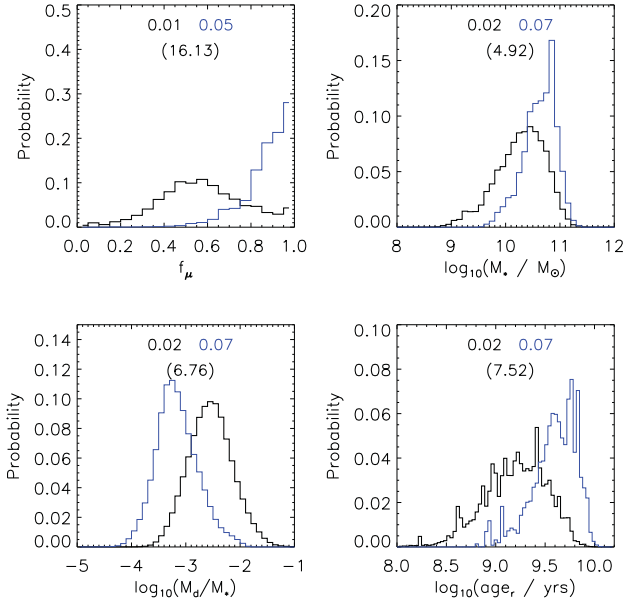 0.5
0.4
0.3
0.2
0.1
0.0
Probability
0.01 0.05
(16.13)
0.0 0.2 0.4 0.6 0.8 1.0
f_μ
0.20
0.15
0.10
0.05
0.00
Probability
0.02 0.07
(4.92)
8 9 10 11 12
log₁₀(M_* / M_☉)
0.14
0.12
0.10
0.08
0.06
0.04
0.02
0.00
Probability
0.02 0.07
(6.76)
−5 −4 −3 −2 −1
log₁₀(M_d/M_*)
0.10
0.08
0.06
0.04
0.02
0.00
Probability
0.02 0.07
(7.52)
8.0 8.5 9.0 9.5 10.0
log₁₀(age_r / yrs)